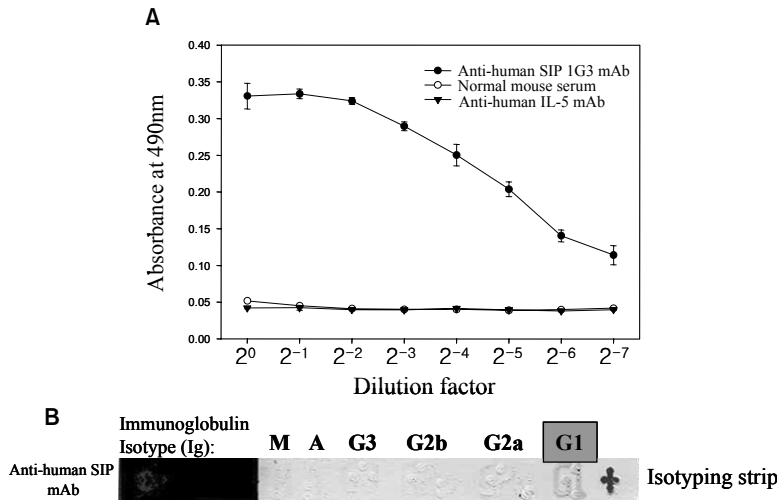 A
0.40
0.35
0.30
0.25
0.20
0.15
0.10
0.05
0.00
Absorbance at 490nm
Anti-human SIP 1G3 mAb
Normal mouse serum
Anti-human IL-5 mAb
2⁰ 2⁻¹ 2⁻² 2⁻³ 2⁻⁴ 2⁻⁵ 2⁻⁶ 2⁻⁷
Dilution factor
B
Immunoglobulin
Isotype (Ig): M A G3 G2b G2a G1
Anti-human SIP
mAb
Isotyping strip